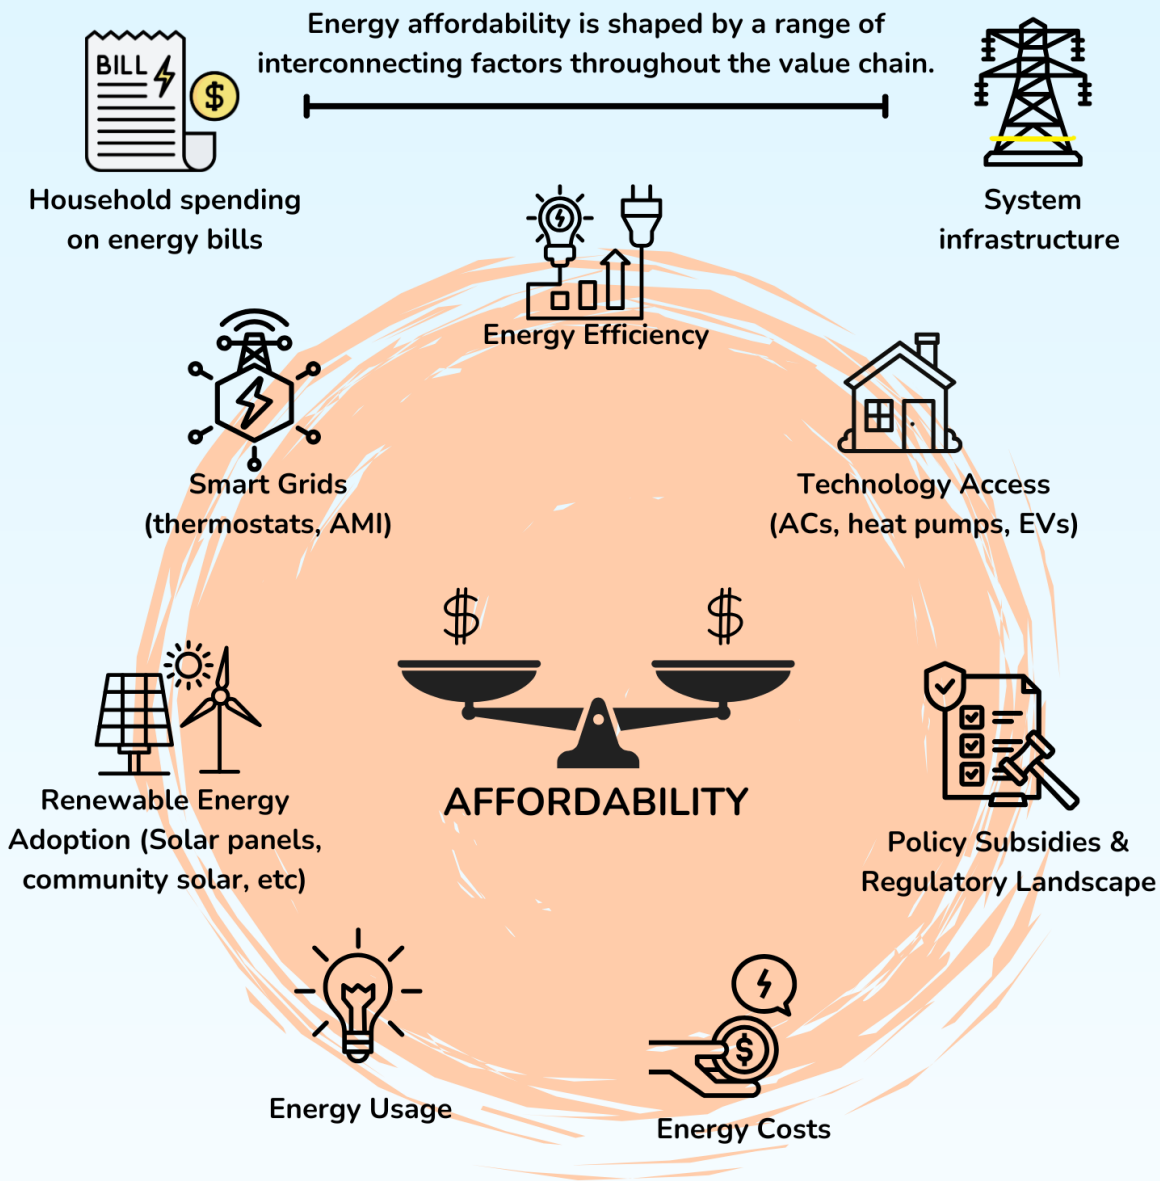 Energy affordability is shaped by a range of
interconnecting factors throughout the value chain.
BILL
$
Household spending
on energy bills
System
infrastructure
Energy Efficiency
Smart Grids
(thermostats, AMI)
Technology Access
(ACs, heat pumps, EVs)
$ $
AFFORDABILITY
Renewable Energy
Adoption (Solar panels,
community solar, etc)
Policy Subsidies &
Regulatory Landscape
$
Energy Usage
Energy Costs